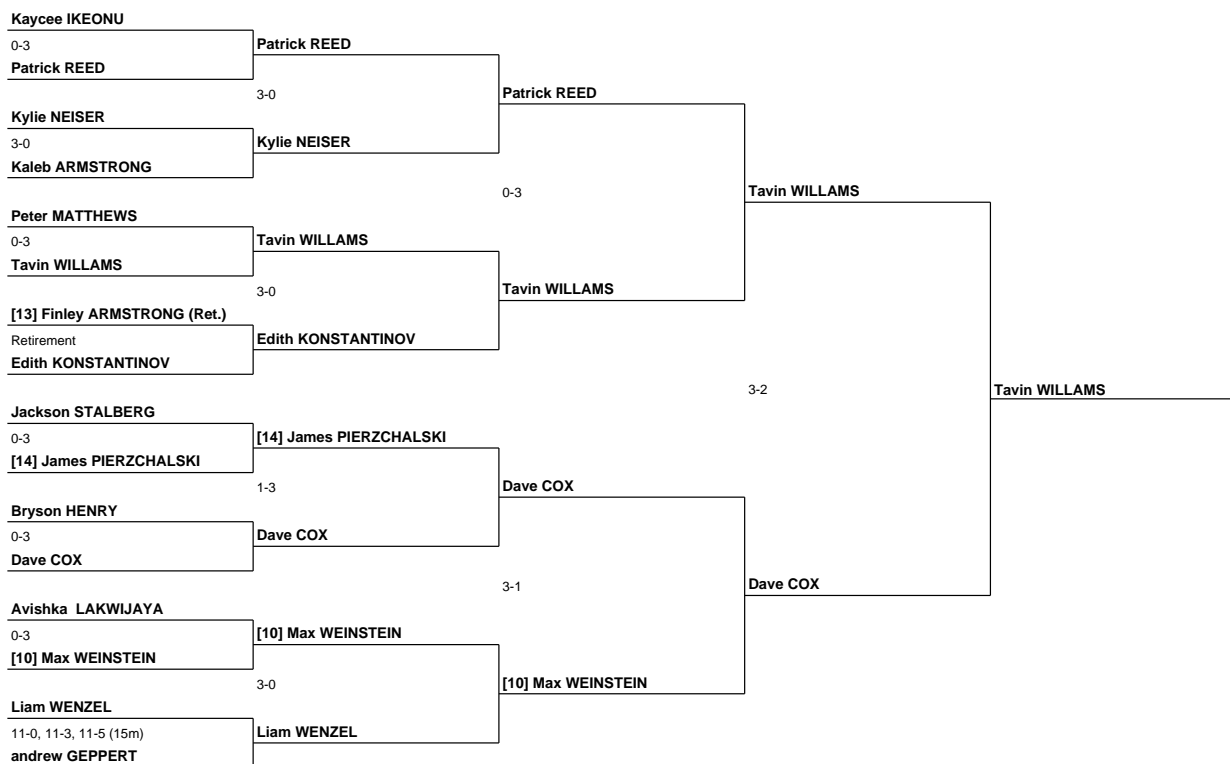 Kaycee IKEONU
0-3
Patrick REED
Patrick REED
3-0
Kylie NEISER
3-0
Kaleb ARMSTRONG
Kylie NEISER
Patrick REED
0-3
Peter MATTHEWS
0-3
Tavin WILLAMS
Tavin WILLAMS
3-0
[13] Finley ARMSTRONG (Ret.)
Retirement
Edith KONSTANTINOV
Edith KONSTANTINOV
Tavin WILLAMS
Tavin WILLAMS
3-2
Jackson STALBERG
0-3
[14] James PIERZCHALSKI
[14] James PIERZCHALSKI
1-3
Bryson HENRY
0-3
Dave COX
Dave COX
Dave COX
3-1
Avishka  LAKWIJAYA
0-3
[10] Max WEINSTEIN
[10] Max WEINSTEIN
3-0
Liam WENZEL
11-0, 11-3, 11-5 (15m)
andrew GEPPERT
Liam WENZEL
[10] Max WEINSTEIN
Dave COX
Tavin WILLAMS